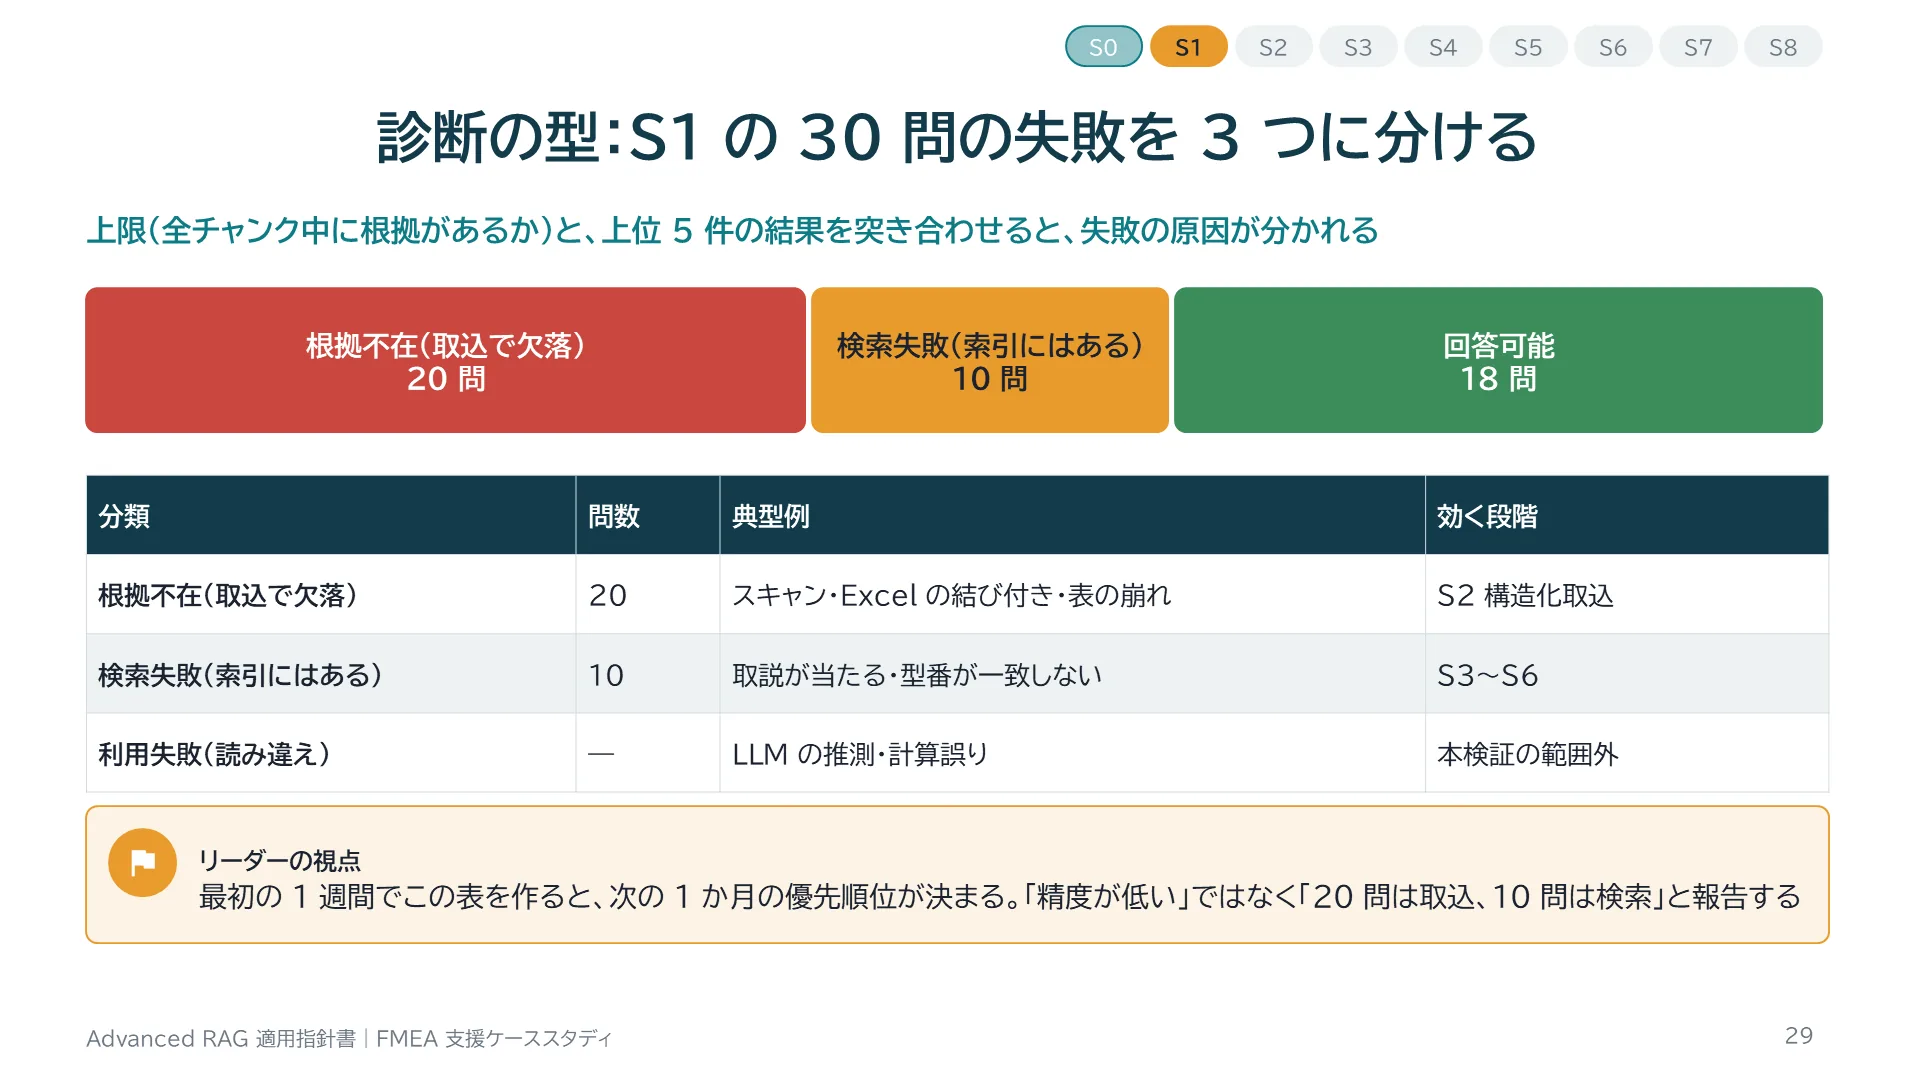 S0 S1 S2 S3 S4 S5 S6 S7 S8
診断の型：S1 の 30 問の失敗を 3 つに分ける
上限（全チャンク中に根拠があるか）と、上位 5 件の結果を突き合わせると、失敗の原因が分かれる
根拠不在（取込で欠落）
20 問
検索失敗（索引にはある）
10 問
回答可能
18 問
分類 問数 典型例 効く段階
根拠不在（取込で欠落） 20 スキャン・Excel の結び付き・表の崩れ S2 構造化取込
検索失敗（索引にはある） 10 取説が当たる・型番が一致しない S3〜S6
利用失敗（読み違え） — LLM の推測・計算誤り 本検証の範囲外
リーダーの視点
最初の 1 週間でこの表を作ると、次の 1 か月の優先順位が決まる。「精度が低い」ではなく「20 問は取込、10 問は検索」と報告する
Advanced RAG 適用指針書｜FMEA 支援ケーススタディ
29